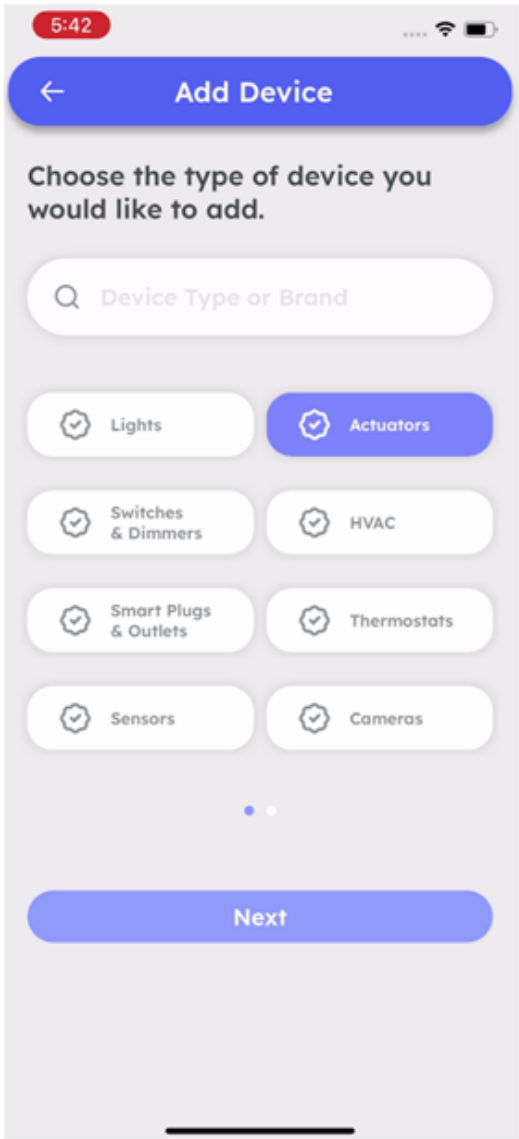 5:42
Add Device
Choose the type of device you
would like to add.
Device Type or Brand
Lights
Actuators
Switches
& Dimmers
HVAC
Smart Plugs
& Outlets
Thermostats
Sensors
Cameras
Next